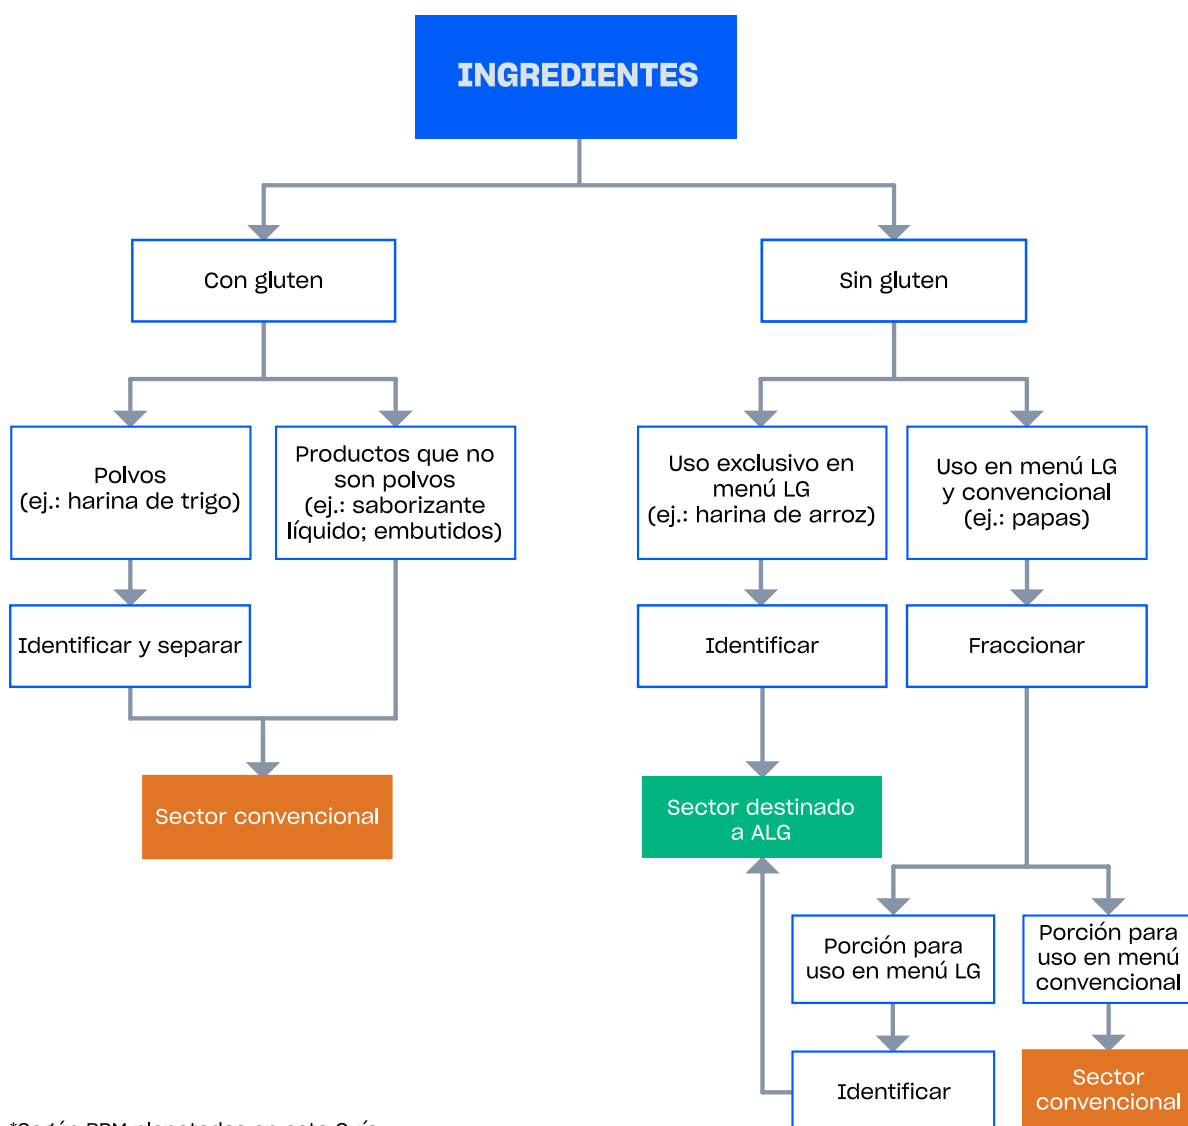 INGREDIENTES
Con gluten
Sin gluten
Polvos
(ej.: harina de trigo)
Productos que no
son polvos
(ej.: saborizante
líquido; embutidos)
Uso exclusivo en
menú LG
(ej.: harina de arroz)
Uso en menú LG
y convencional
(ej.: papas)
Identificar y separar
Identificar
Fraccionar
Sector convencional
Sector destinado
a ALG
Porción para
uso en menú LG
Porción para
uso en menú
convencional
Identificar
Sector
convencional